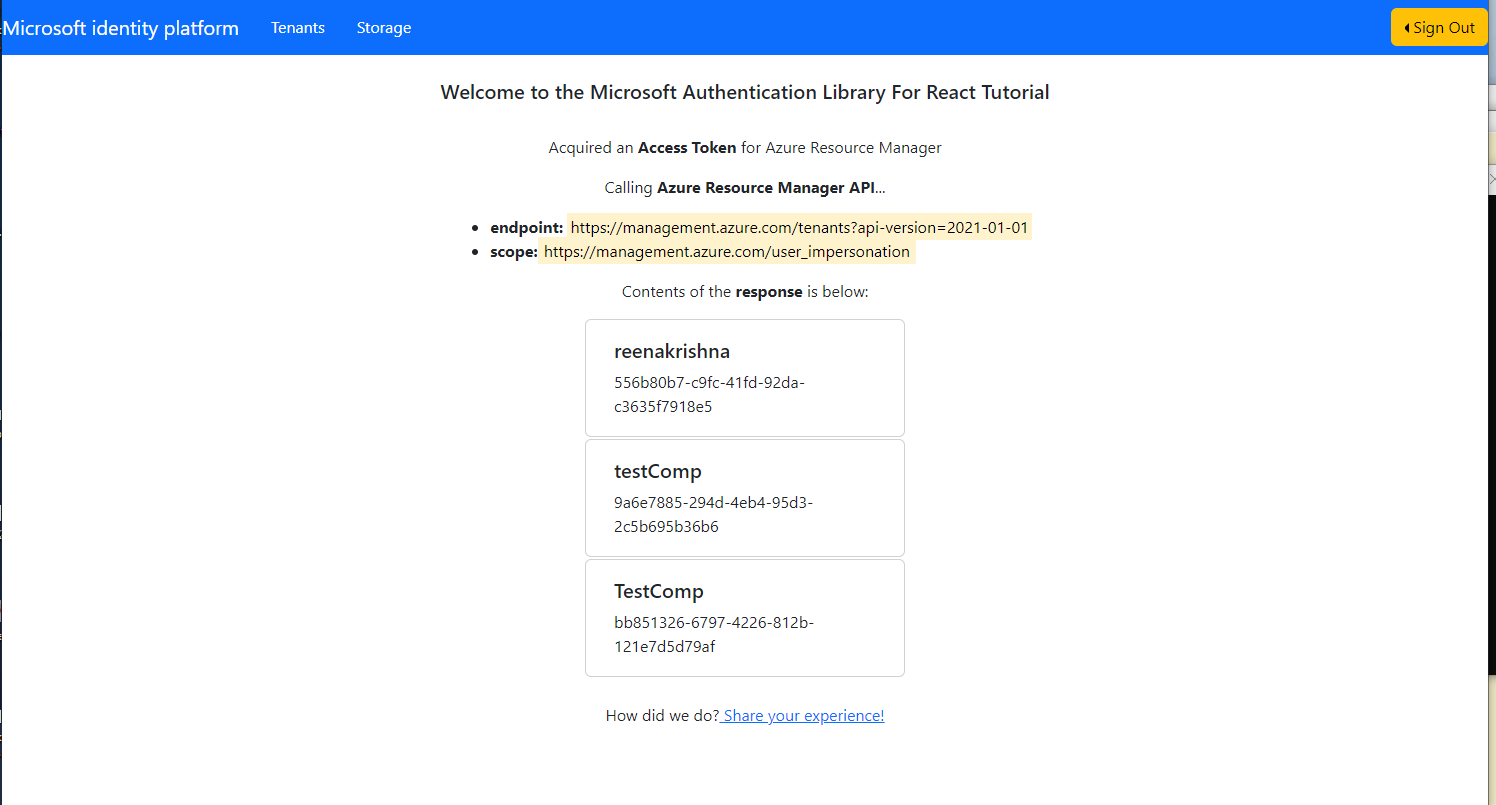 Microsoft identity platform Tenants Storage Sign Out
Welcome to the Microsoft Authentication Library For React Tutorial
Acquired an Access Token for Azure Resource Manager
Calling Azure Resource Manager API...
endpoint: https://management.azure.com/tenants?api-version=2021-01-01
scope: https://management.azure.com/user_impersonation
Contents of the response is below:
reenakrishna
556b80b7-c9fc-41fd-92da-
c3635f7918e5
testComp
9a6e7885-294d-4eb4-95d3-
2c5b695b36b6
TestComp
bb851326-6797-4226-812b-
121e7d5d79af
How did we do? Share your experience!